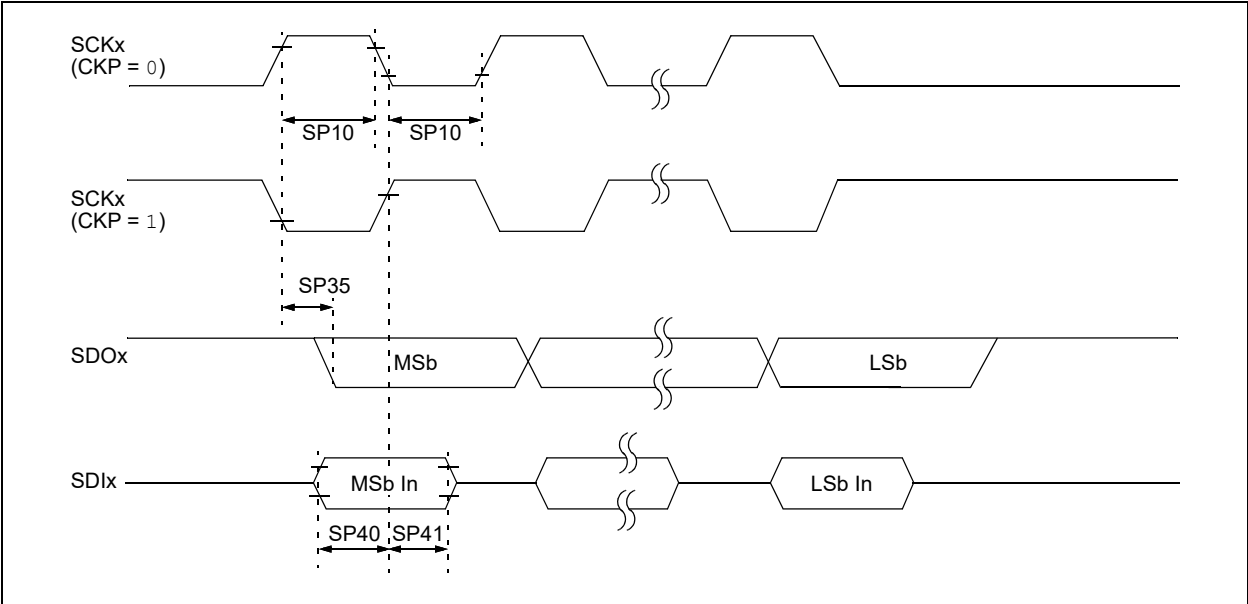 SCKx
(CKP = 0)
SP10
SP10
SCKx
(CKP = 1)
SP35
SDOx
MSb
LSb
SDIx
MSb In
LSb In
SP40
SP41